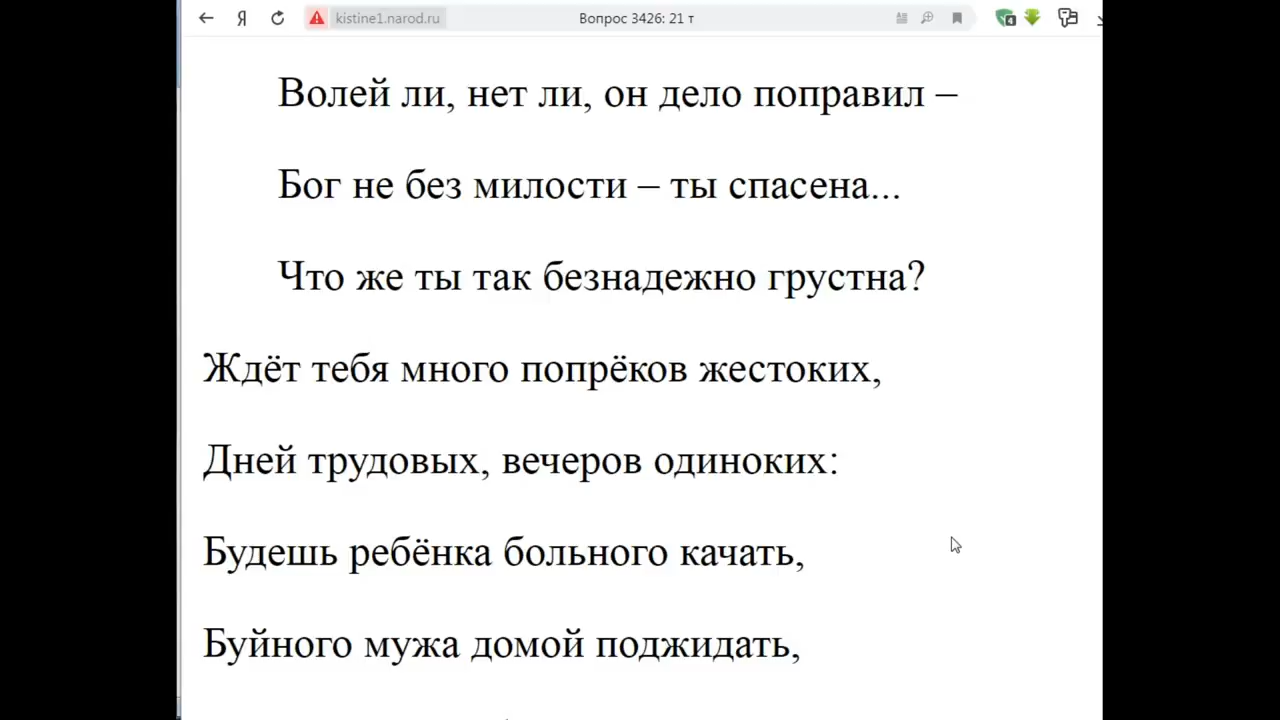 Я
kistine1.narod.ru
Вопрос 3426: 21 т
4
Волей ли, нет ли, он дело поправил –
Бог не без милости – ты спасена...
Что же ты так безнадежно грустна?
Ждёт тебя много попрёков жестоких,
Дней трудовых, вечеров одиноких:
Будешь ребёнка больного качать,
Буйного мужа домой поджидать,